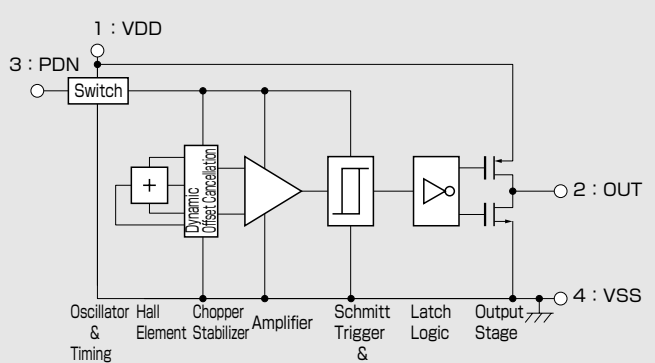 1：VDD
3：PDN
Switch
Dynamic
Offset Cancellation
2：OUT
4：VSS
Oscillator
&
Timing
Hall
Element
Chopper
Stabilizer
Amplifier
Schmitt
Trigger
&
Latch
Logic
Output
Stage